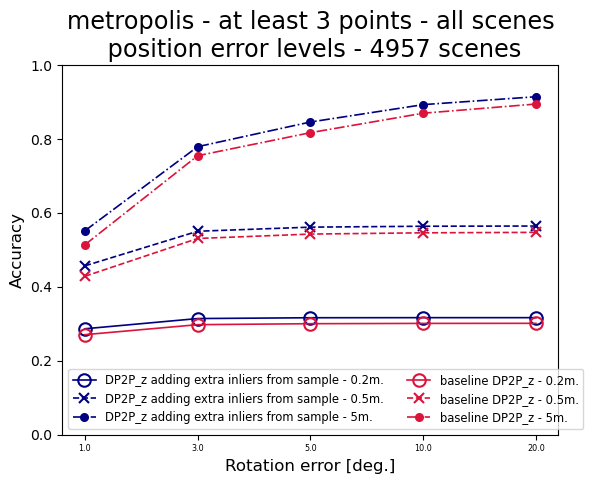 metropolis - at least 3 points - all scenes
position error levels - 4957 scenes
1.0
0.8
0.6
0.4
0.2
0.0
Accuracy
DP2P_z adding extra inliers from sample - 0.2m.
DP2P_z adding extra inliers from sample - 0.5m.
DP2P_z adding extra inliers from sample - 5m.
baseline DP2P_z - 0.2m.
baseline DP2P_z - 0.5m.
baseline DP2P_z - 5m.
1.0 3.0 5.0 10.0 20.0
Rotation error [deg.]